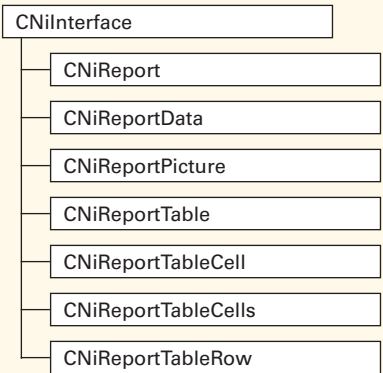 CNiInterface
CNiReport
CNiReportData
CNiReportPicture
CNiReportTable
CNiReportTableCell
CNiReportTableCells
CNiReportTableRow